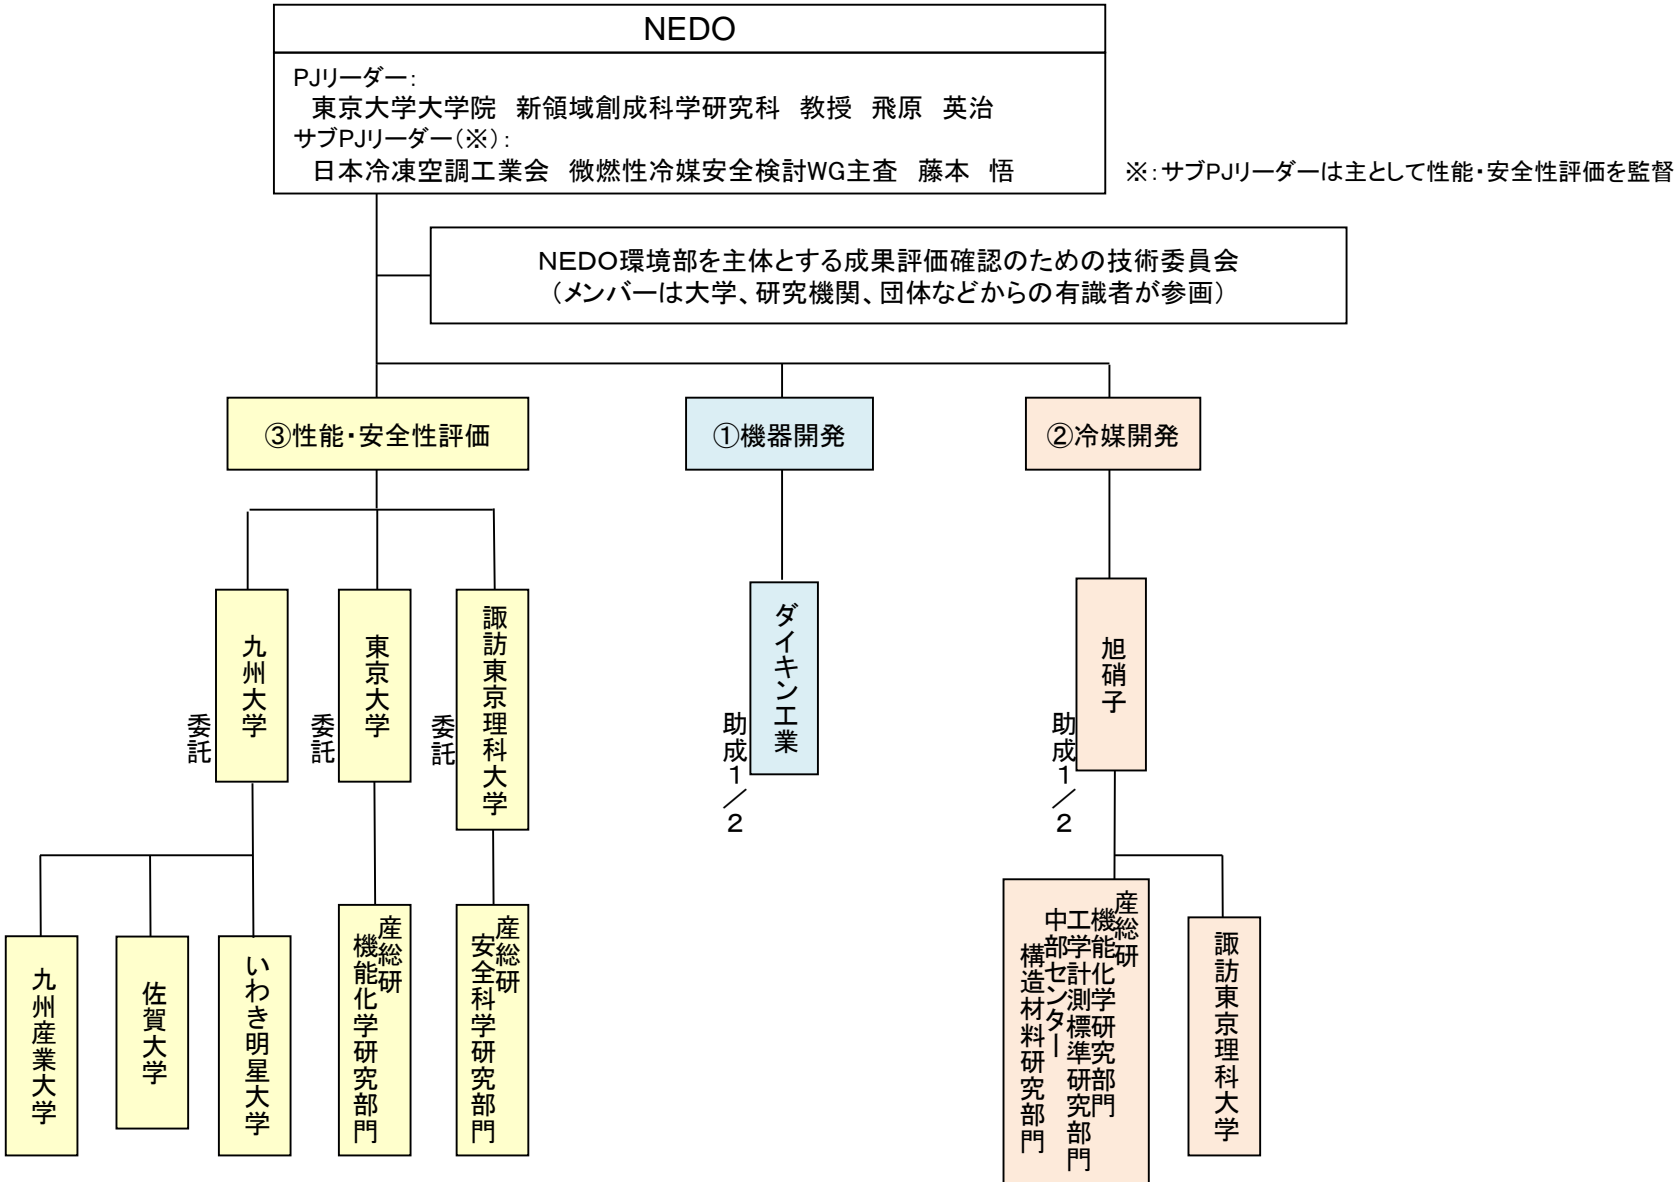 NEDO
PJリーダー:
東京大学大学院　新領域創成科学研究科　教授　飛原　英治
サブPJリーダー(※):
日本冷凍空調工業会　微燃性冷媒安全検討WG主査　藤本　悟
※:サブPJリーダーは主として性能・安全性評価を監督
NEDO環境部を主体とする成果評価確認のための技術委員会
(メンバーは大学、研究機関、団体などからの有識者が参画)
③性能・安全性評価
①機器開発
②冷媒開発
九州大学
委託
東京大学
委託
諏訪東京理科大学
委託
ダイキン工業
助成1／2
旭硝子
助成1／2
九州産業大学
佐賀大学
いわき明星大学
産総研
機能化学研究部門
産総研
安全科学研究部門
産総研
機能化学研究部門
工学計測標準研究部門
中部センター
構造材料研究部門
諏訪東京理科大学